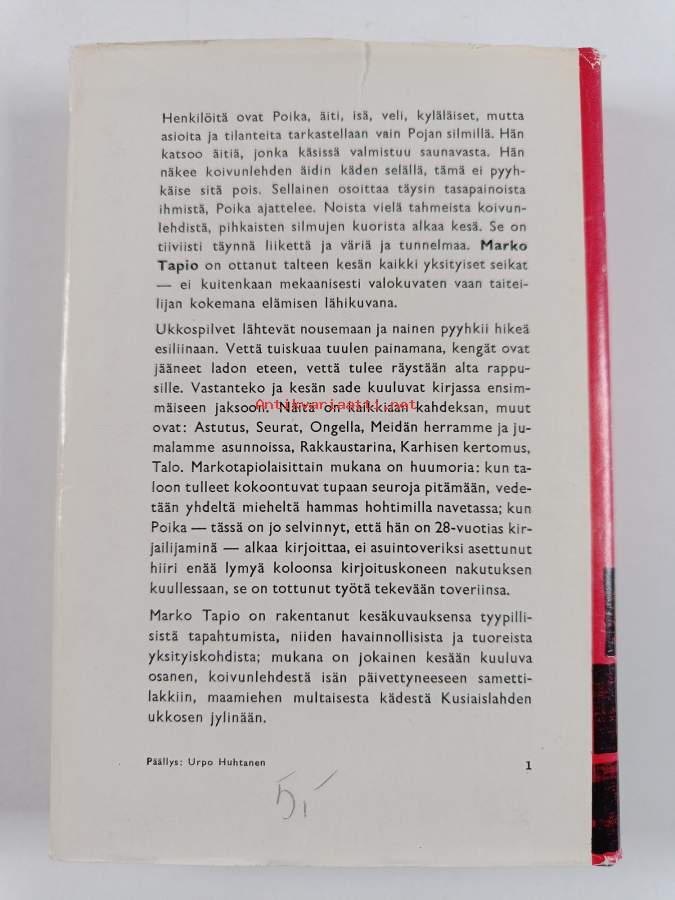 Henkilöitä ovat Poika, äiti, isä, veli, kyläläiset, mutta
asioita ja tilanteita tarkastellaan vain Pojan silmillä. Hän
katsoo äitiä, jonka käsissä valmistuu saunavasta. Hän
näkee koivunlehden äidin käden selällä, tämä ei pyyh-
käise sitä pois. Sellainen osoittaa täysin tasapainoista
ihmistä, Poika ajattelee. Noista vielä tahmeista koivun-
lehdistä, pihkaisten silmujen kuorista alkaa kesä. Se on
tiiviisti täynnä liikettä ja väriä ja tunnelmaa. Marko
Tapio on ottanut talteen kesän kaikki yksityiset seikat
— ei kuitenkaan mekaanisesti valokuvaten vaan taitei-
lijan kokemana elämisen lähikuvana.
Ukkospilvet lähtevät nousemaan ja nainen pyyhkii hikeä
esiliinaan. Vettä tuiskuaa tuulen painamana, kengät ovat
jääneet ladon eteen, vettä tulee räystään alta rappu-
sille. Vastanteko ja kesän sade kuuluvat kirjassa ensim-
mäiseen jaksoon. Näitä on kaikkiaan kahdeksan, muut
Antikvariaatti.net
ovat: Astutus, Seurat, Ongella, Meidän herramme ja ju-
malamme asunnoissa, Rakkaustarina, Karhisen kertomus,
Talo. Markotapiolaisittain mukana on huumoria: kun ta-
loon tulleet kokoontuvat tupaan seuroja pitämään, vede-
tään yhdeltä mieheltä hammas hohtimilla navetassa; kun
Poika — tässä on jo selvinnyt, että hän on 28-vuotias kir-
jailijaminä — alkaa kirjoittaa, ei asuintoveriksi asettunut
hiiri enää lymyä koloonsa kirjoituskoneen nakutuksen
kuullessaan, se on tottunut työtä tekevään toveriinsa.
Marko Tapio on rakentanut kesäkuvauksensa tyypilli-
sistä tapahtumista, niiden havainnollisista ja tuoreista
yksityiskohdista; mukana on jokainen kesään kuuluva
osanen, koivunlehdestä isän päivettyneeseen samettti-
lakkiin, maamiehen multaisesta kädestä Kusiaislahden
ukkosen jylinään.
Päällys: Urpo Huhtanen 1